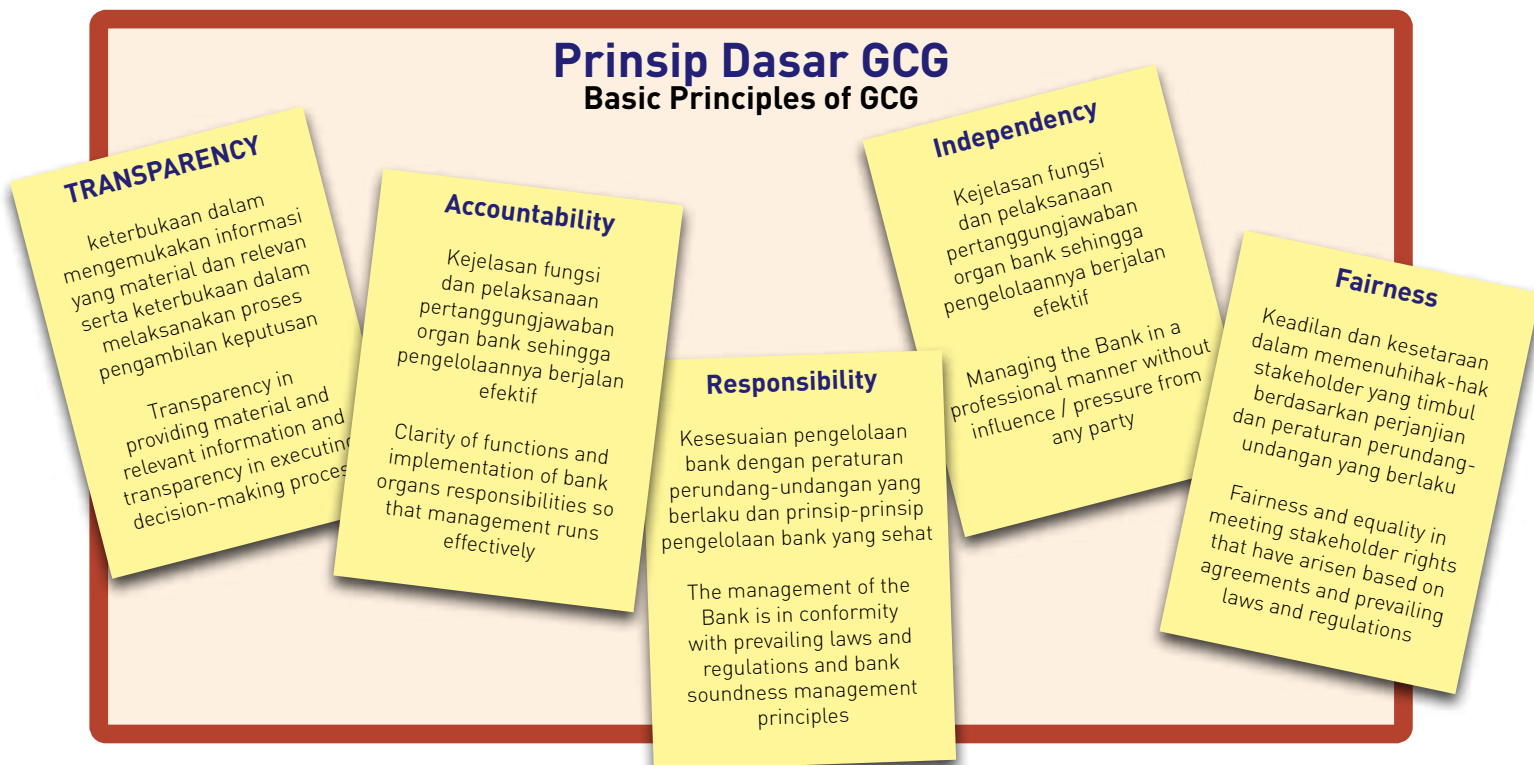 Prinsip Dasar GCG
Basic Principles of GCG
TRANSPARENCY
keterbukaan dalam
mengemukakan informasi
yang material dan relevan
serta keterbukaan dalam
melaksanakan proses
pengambilan keputusan
Transparency in
providing material and
relevant information and
transparency in executing
decision-making process
Accountability
Kejelasan fungsi
dan pelaksanaan
pertanggungjawaban
organ bank sehingga
pengelolaannya berjalan
efektif
Clarity of functions and
implementation of bank
organs responsibilities so
that management runs
effectively
Responsibility
Kesesuaian pengelolaan
bank dengan peraturan
perundang-undangan yang
berlaku dan prinsip-prinsip
pengelolaan bank yang sehat
The management of the
Bank is in conformity
with prevailing laws and
regulations and bank
soundness management
principles
Independency
Kejelasan fungsi
dan pelaksanaan
pertanggungjawaban
organ bank sehingga
pengelolaannya berjalan
efektif
Managing the Bank in a
professional manner without
influence / pressure from
any party
Fairness
Keadilan dan kesetaraan
dalam memenuhihak-hak
stakeholder yang timbul
berdasarkan perjanjian
dan peraturan perundang-
undangan yang berlaku
Fairness and equality in
meeting stakeholder rights
that have arisen based on
agreements and prevailing
laws and regulations